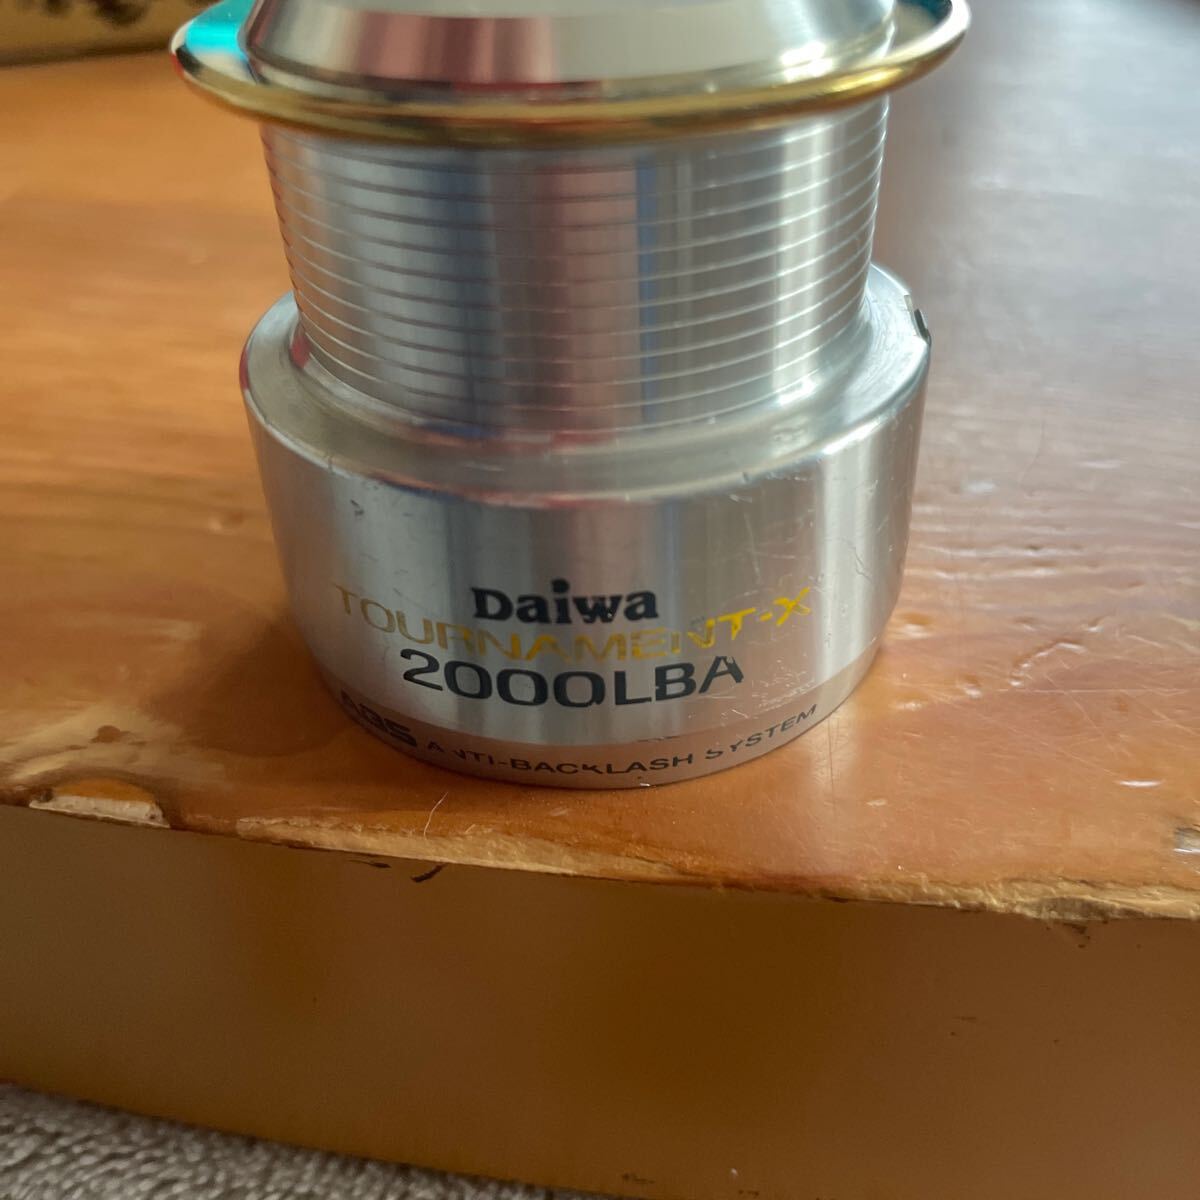 Daiwa
TOURNAMENT-X
2000LBA
ABS ANTI-BACKLASH SYSTEM